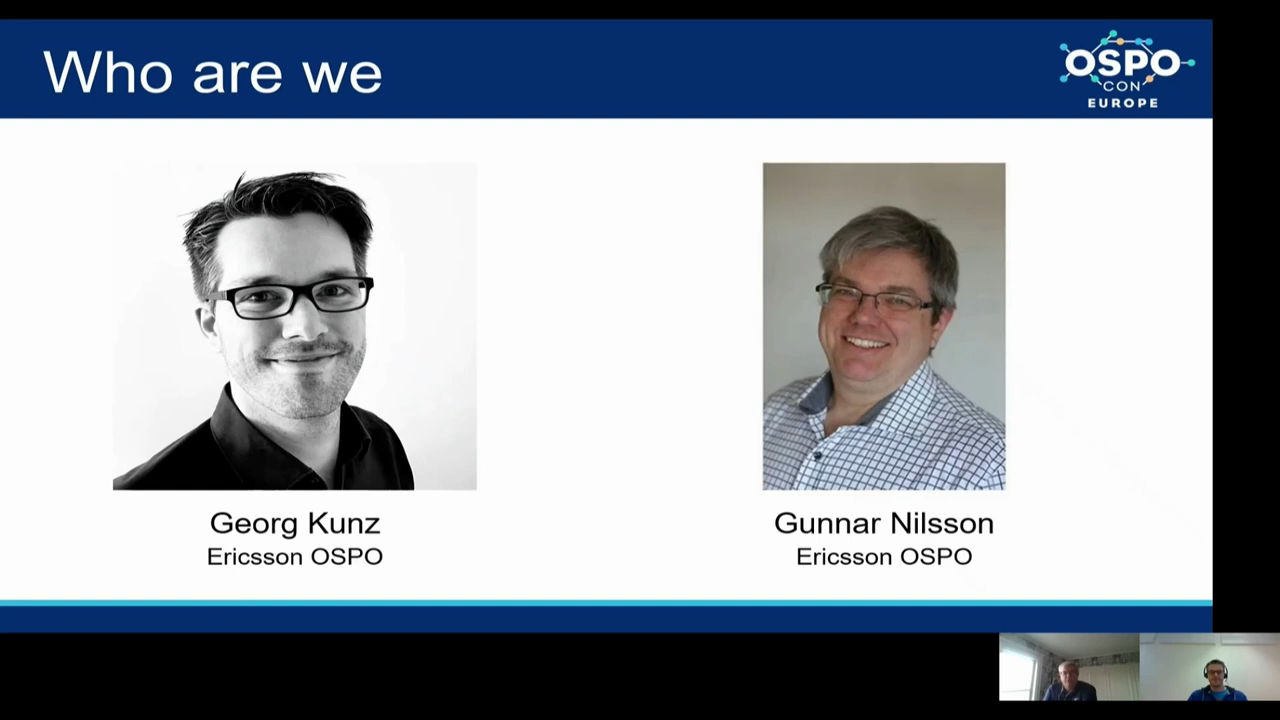 Who are we
OSPO
CON
EUROPE
Georg Kunz
Ericsson OSPO
Gunnar Nilsson
Ericsson OSPO